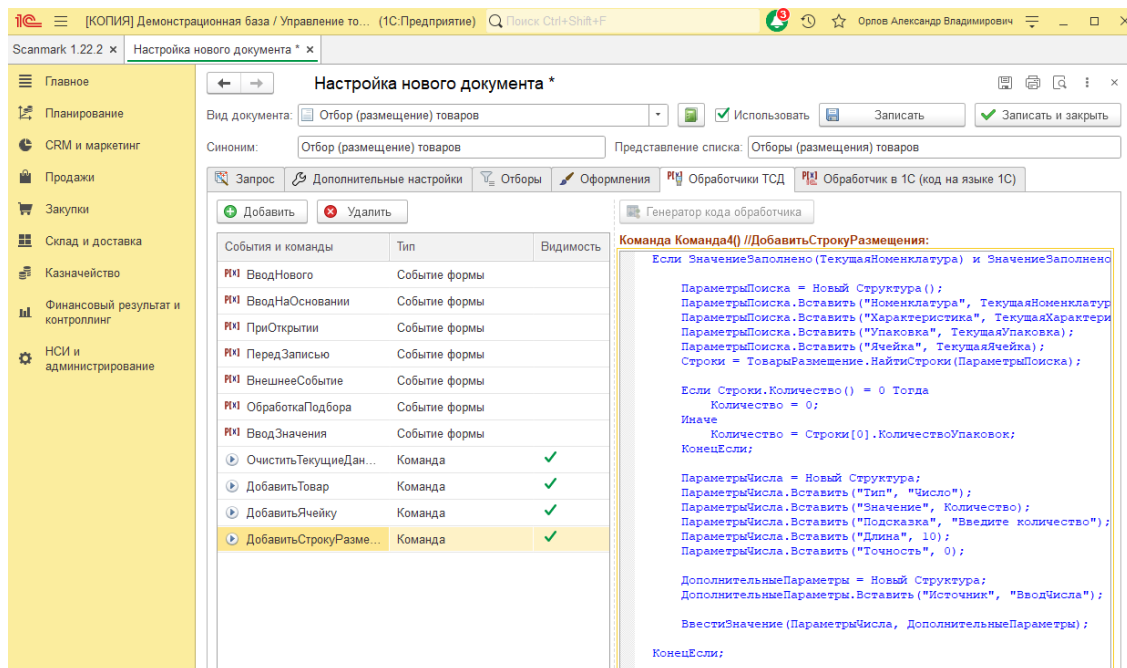 1С [КОПИЯ] Демонстрационная база / Управление то... (1С:Предприятие) Поиск Ctrl+Shift+F 3 Орлов Александр Владимирович
Scanmark 1.22.2 × Настройка нового документа * ×
Главное
Планирование
CRM и маркетинг
Продажи
Закупки
Склад и доставка
Казначейство
Финансовый результат и
контроллинг
НСИ и
администрирование
Настройка нового документа *
Вид документа: Отбор (размещение) товаров Использовать Записать Записать и закрыть
Синоним: Отбор (размещение) товаров Представление списка: Отборы (размещения) товаров
Запрос Дополнительные настройки Отборы Оформления Обработчики ТСД Обработчик в 1С (код на языке 1С)
Добавить Удалить Генератор кода обработчика
События и команды Тип Видимость
ВводНового Событие формы
ВводНаОсновании Событие формы
ПриОткрытии Событие формы
ПередЗаписью Событие формы
ВнешнееСобытие Событие формы
ОбработкаПодбора Событие формы
ВводЗначения Событие формы
ОчиститьТекущиеДан... Команда
ДобавитьТовар Команда
ДобавитьЯчейку Команда
ДобавитьСтрокуРазме... Команда
Команда Команда4() //ДобавитьСтрокуРазмещения:
Если ЗначениеЗаполнено(ТекущаяНоменклатура) и ЗначениеЗаполнено
ПараметрыПоиска = Новый Структура();
ПараметрыПоиска.Вставить("Номенклатура", ТекущаяНоменклатур
ПараметрыПоиска.Вставить("Характеристика", ТекущаяХарактери
ПараметрыПоиска.Вставить("Упаковка", ТекущаяУпаковка);
ПараметрыПоиска.Вставить("Ячейка", ТекущаяЯчейка);
Строки = ТоварыРазмещение.НайтиСтроки(ПараметрыПоиска);
Если Строки.Количество() = 0 Тогда
Количество = 0;
Иначе
Количество = Строки[0].КоличествоУпаковок;
КонецЕсли;
ПараметрыЧисла = Новый Структура;
ПараметрыЧисла.Вставить("Тип", "Число");
ПараметрыЧисла.Вставить("Значение", Количество);
ПараметрыЧисла.Вставить("Подсказка", "Введите количество");
ПараметрыЧисла.Вставить("Длина", 10);
ПараметрыЧисла.Вставить("Точность", 0);
ДополнительныеПараметры = Новый Структура;
ДополнительныеПараметры.Вставить("Источник", "ВводЧисла");
ВвестиЗначение(ПараметрыЧисла, ДополнительныеПараметры);
КонецЕсли;